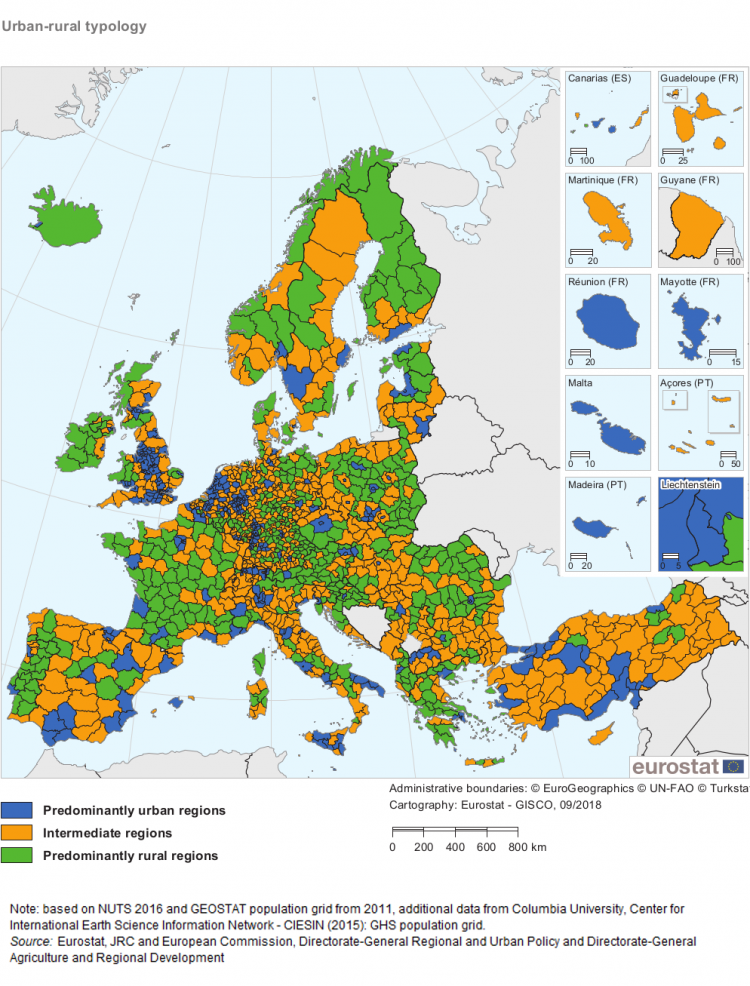 Urban-rural typology
Canarias (ES)
0 100
Guadeloupe (FR)
0 25
Martinique (FR)
0 20
Guyane (FR)
0 100
Réunion (FR)
0 20
Mayotte (FR)
0 15
Malta
0 10
Açores (PT)
0 50
Madeira (PT)
0 20
Liechtenstein
0 5
eurostat
Administrative boundaries: © EuroGeographics © UN-FAO © Turksta
Cartography: Eurostat - GISCO, 09/2018
Predominantly urban regions
Intermediate regions
Predominantly rural regions
0 200 400 600 800 km
Note: based on NUTS 2016 and GEOSTAT population grid from 2011, additional data from Columbia University, Center for
International Earth Science Information Network - CIESIN (2015): GHS population grid.
Source: Eurostat, JRC and European Commission, Directorate-General Regional and Urban Policy and Directorate-General
Agriculture and Regional Development